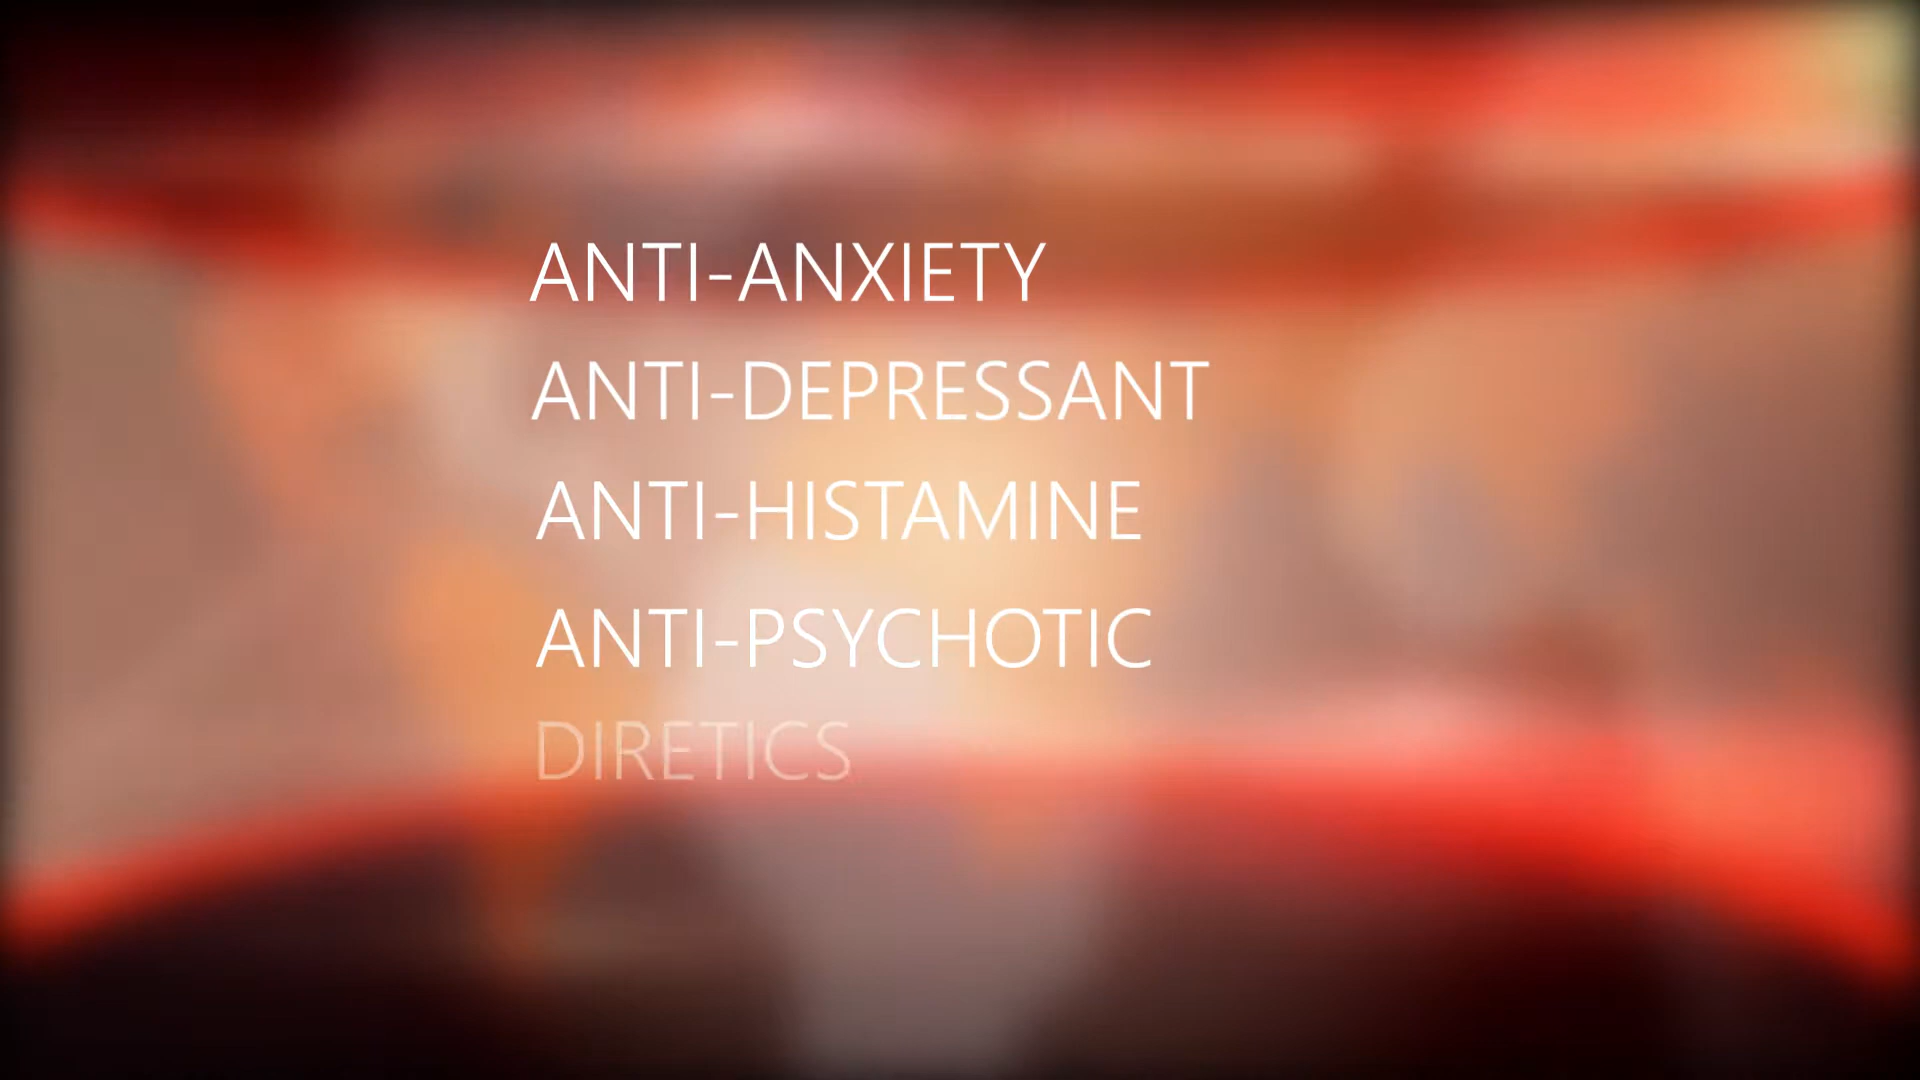 ANTI-ANXIETY
ANTI-DEPRESSANT
ANTI-HISTAMINE
ANTI-PSYCHOTIC
DIRETICS